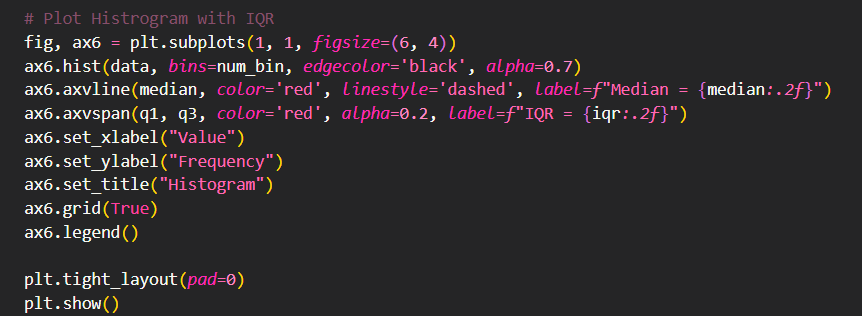 # Plot Histrogram with IQR
fig, ax6 = plt.subplots(1, 1, figsize=(6, 4))
ax6.hist(data, bins=num_bin, edgecolor='black', alpha=0.7)
ax6.axvline(median, color='red', linestyle='dashed', label=f"Median = {median:.2f}")
ax6.axvspan(q1, q3, color='red', alpha=0.2, label=f"IQR = {iqr:.2f}")
ax6.set_xlabel("Value")
ax6.set_ylabel("Frequency")
ax6.set_title("Histogram")
ax6.grid(True)
ax6.legend()

plt.tight_layout(pad=0)
plt.show()